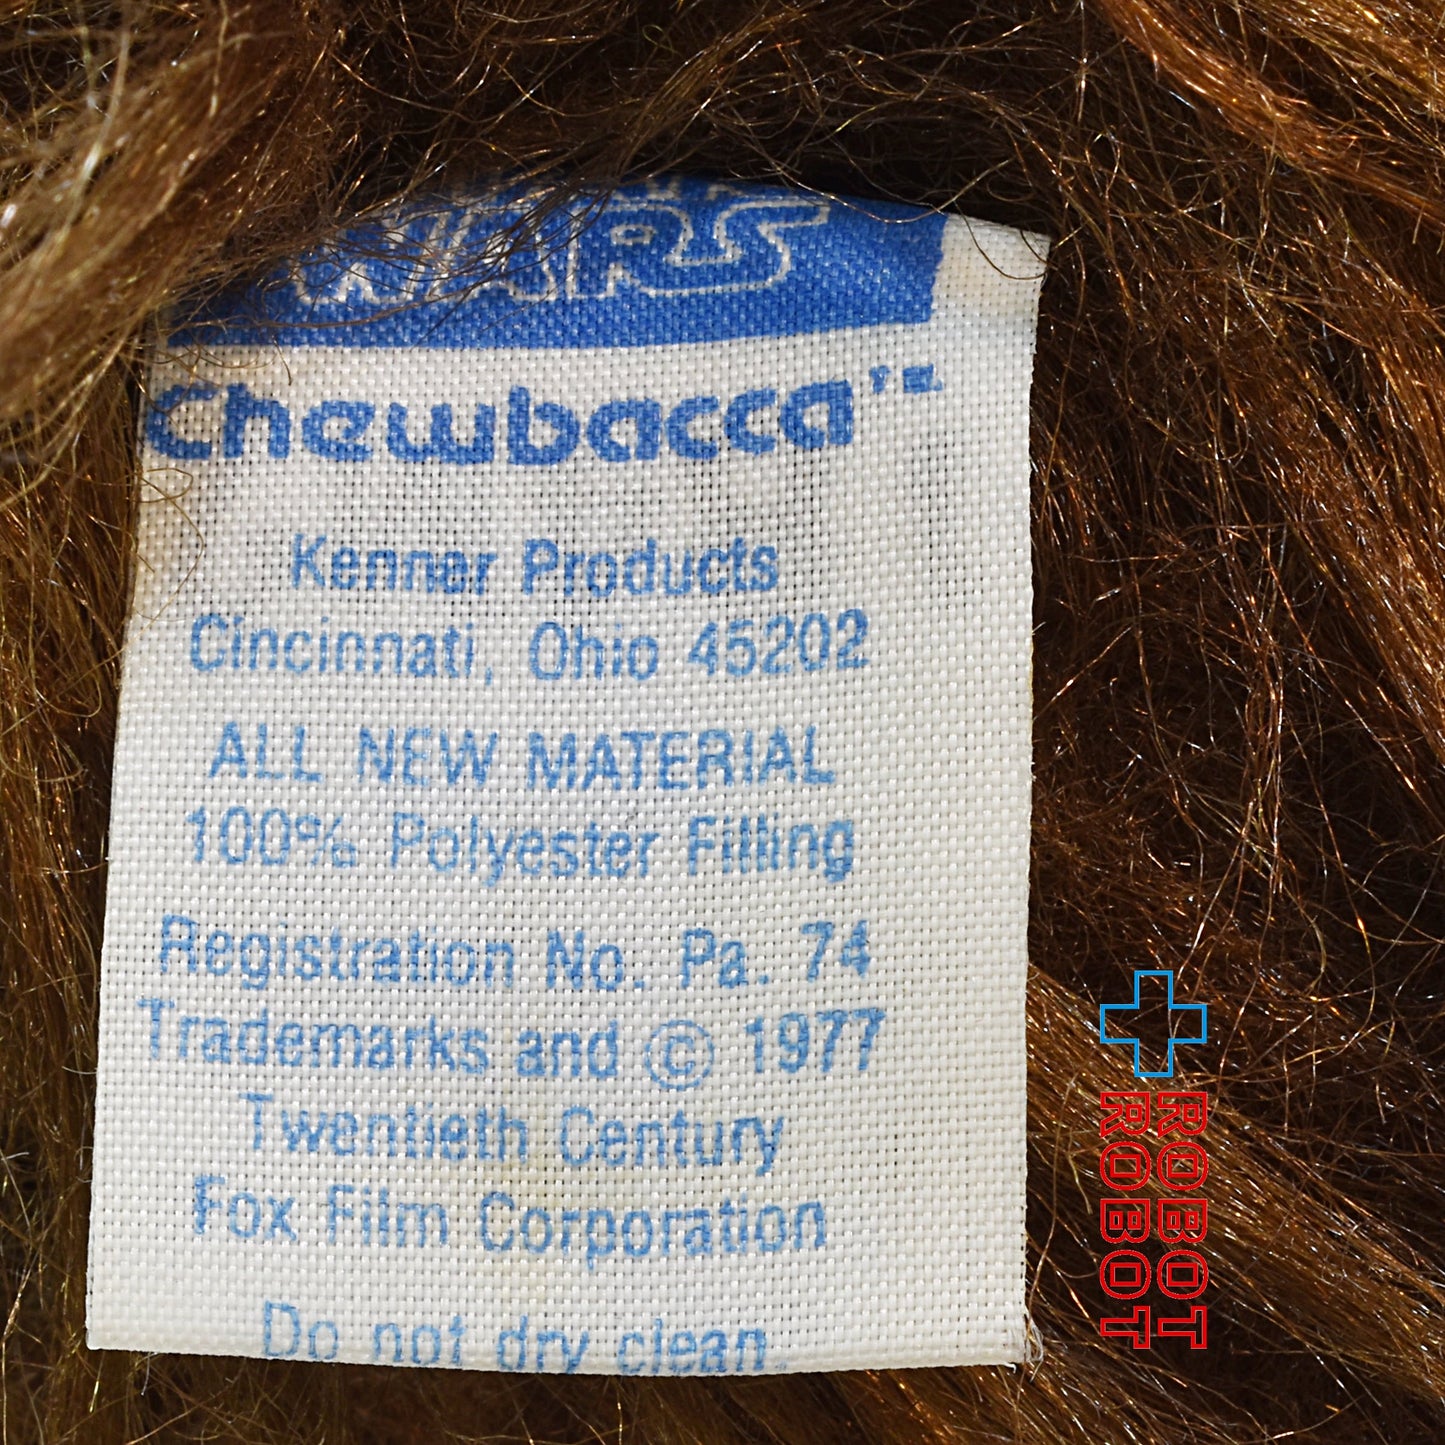 WARS
Chewbacca™
Kenner Products
Cincinnati, Ohio 45202
ALL NEW MATERIAL
100% Polyester Filling
Registration No. Pa. 74
Trademarks and © 1977
Twentieth Century
Fox Film Corporation
Do not dry clean.
ROBOT
ROBOT